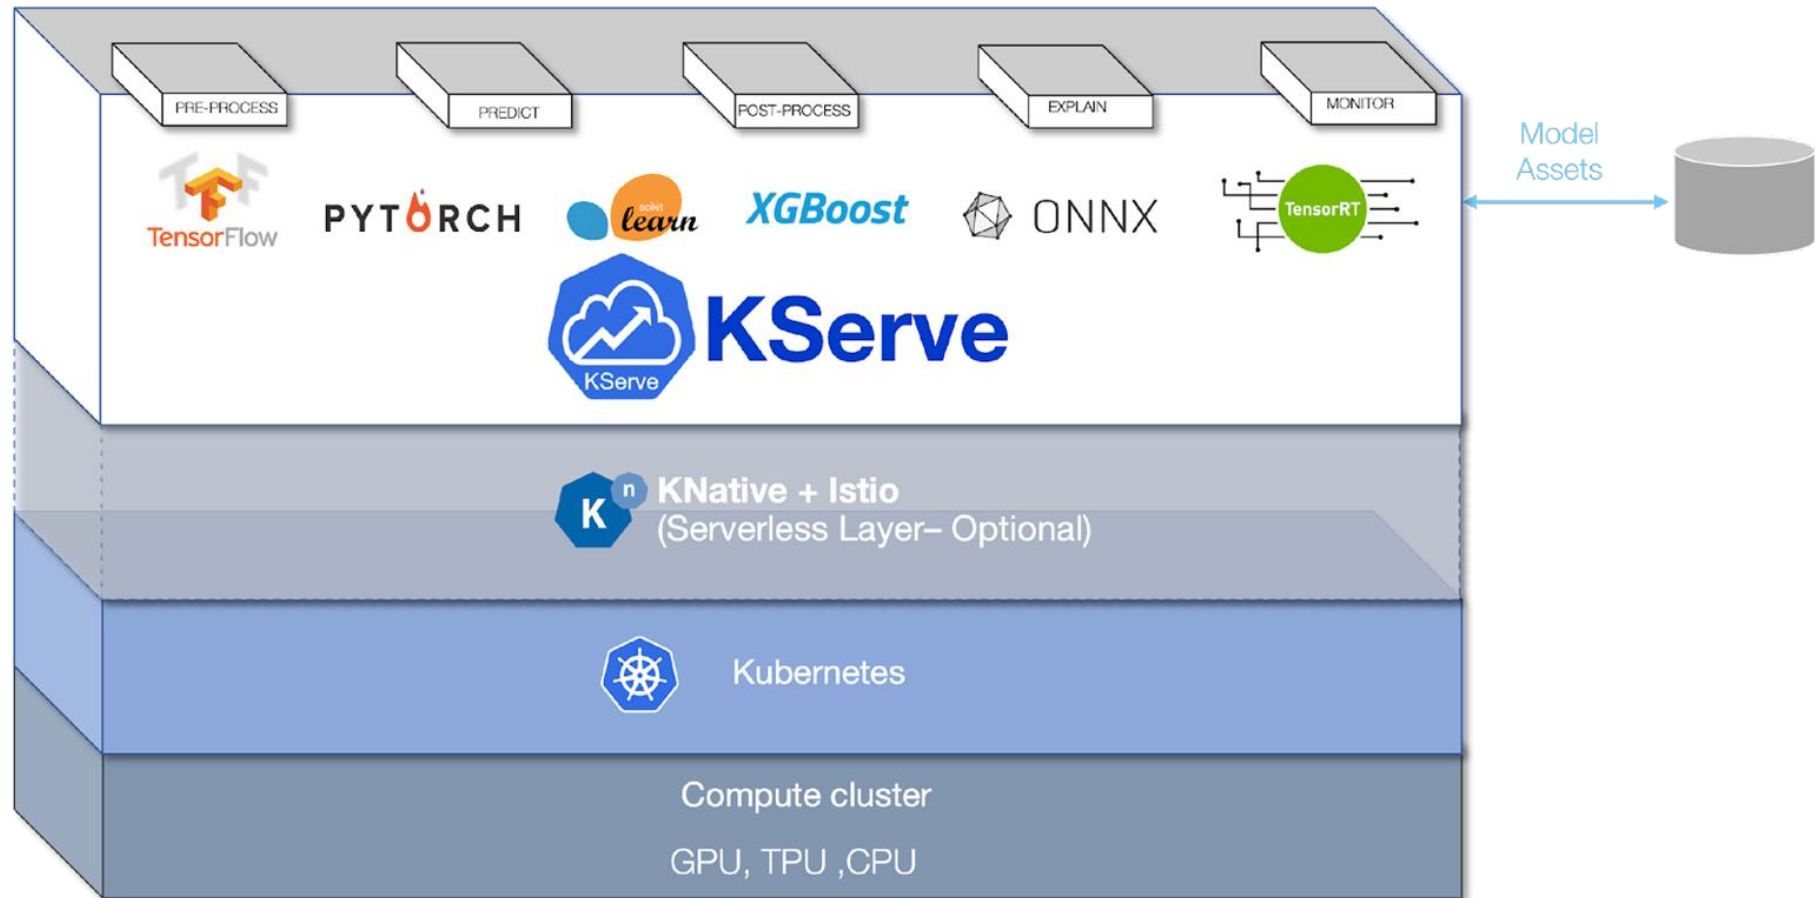 PRE-PROCESS
PREDICT
POST-PROCESS
EXPLAIN
MONITOR
Model
Assets
TensorFlow
PYTORCH
scikit
learn
XGBoost
ONNX
TensorRT
KServe
KServe
K n
KNative + Istio
(Serverless Layer– Optional)
Kubernetes
Compute cluster
GPU, TPU ,CPU